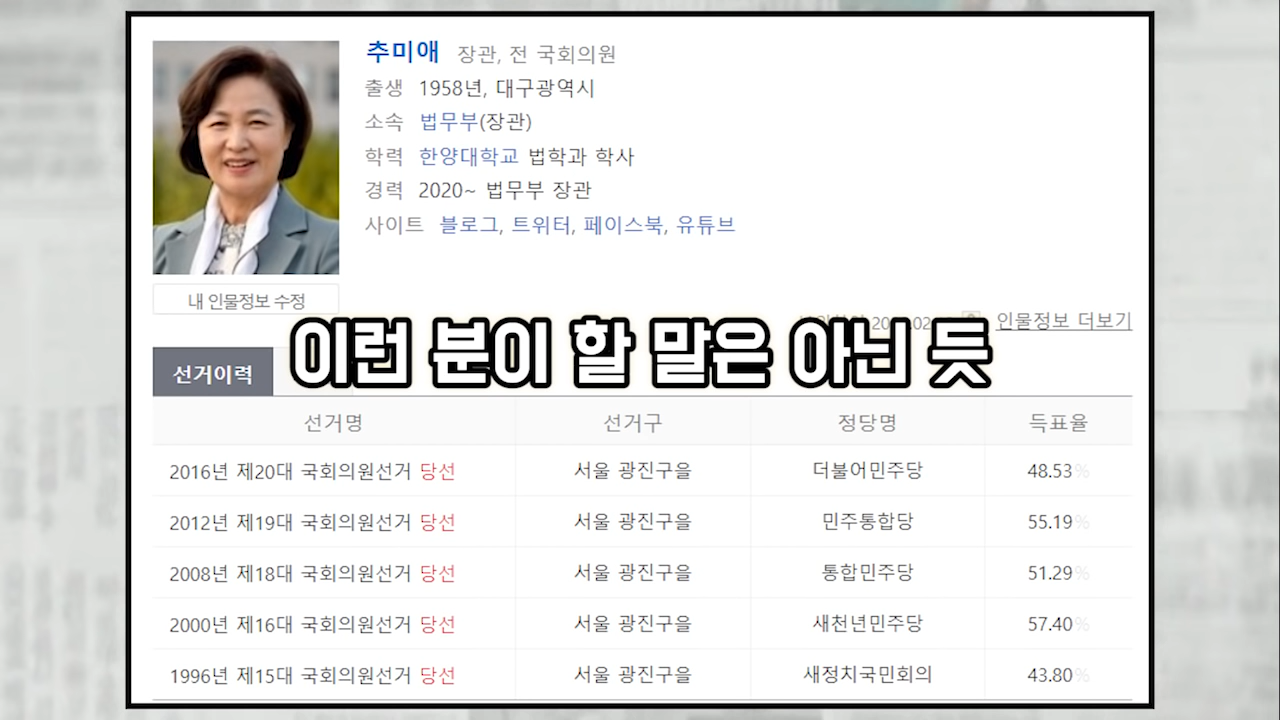 추미애 장관, 전 국회의원
출생 1958년, 대구광역시
소속 법무부(장관)
학력 한양대학교 법학과 학사
경력 2020~ 법무부 장관
사이트 블로그, 트위터, 페이스북, 유튜브
내 인물정보 수정
인물정보 더보기
이런 분이 할 말은 아닌 듯
선거이력
선거명 선거구 정당명 득표율
2016년 제20대 국회의원선거 당선 서울 광진구을 더불어민주당 48.53%
2012년 제19대 국회의원선거 당선 서울 광진구을 민주통합당 55.19%
2008년 제18대 국회의원선거 당선 서울 광진구을 통합민주당 51.29%
2000년 제16대 국회의원선거 당선 서울 광진구을 새천년민주당 57.40%
1996년 제15대 국회의원선거 당선 서울 광진구을 새정치국민회의 43.80%